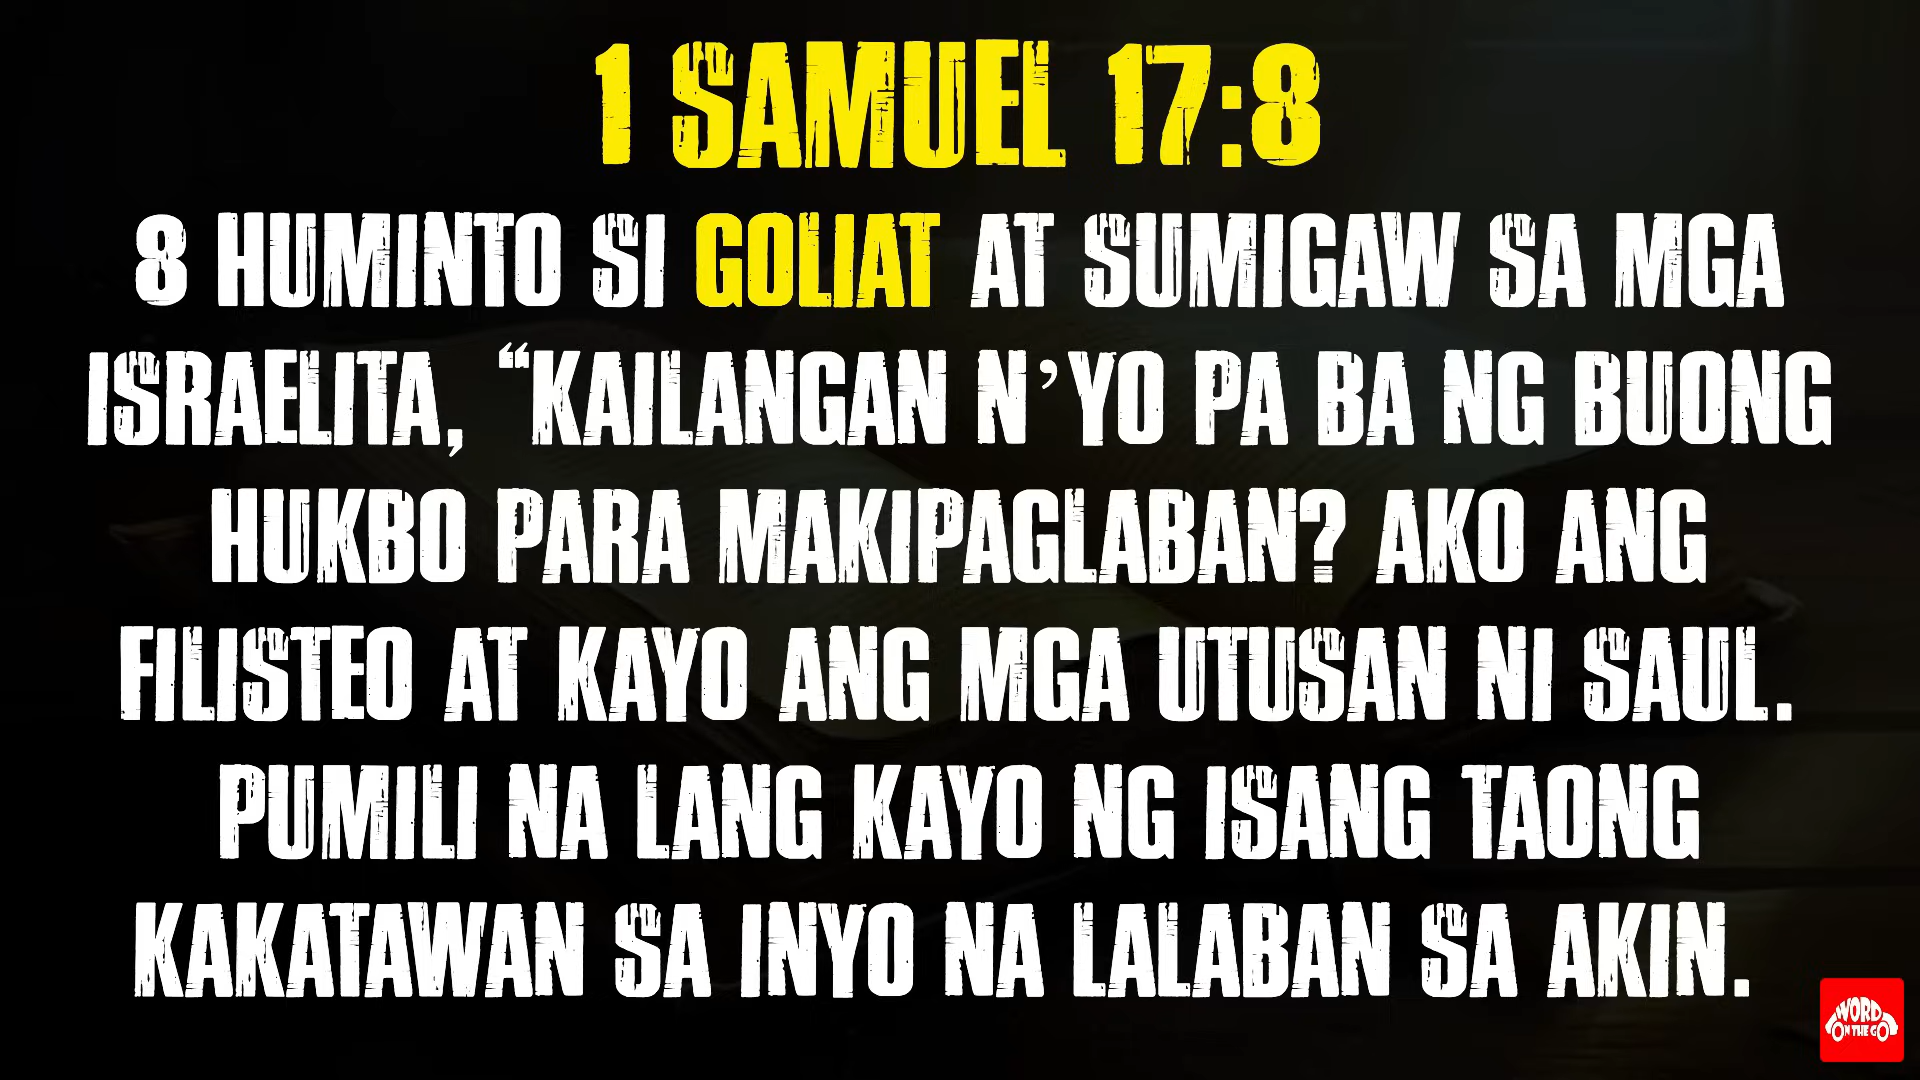 1 SAMUEL 17:8
8 HUMINTO SI GOLIAT AT SUMIGAW SA MGA
ISRAELITA, “KAILANGAN N’YO PA BA NG BUONG
HUKBO PARA MAKIPAGLABAN? AKO ANG
FILISTEO AT KAYO ANG MGA UTUSAN NI SAUL.
PUMILI NA LANG KAYO NG ISANG TAONG
KAKATAWAN SA INYO NA LALABAN SA AKIN.
WORD
ON THE GO